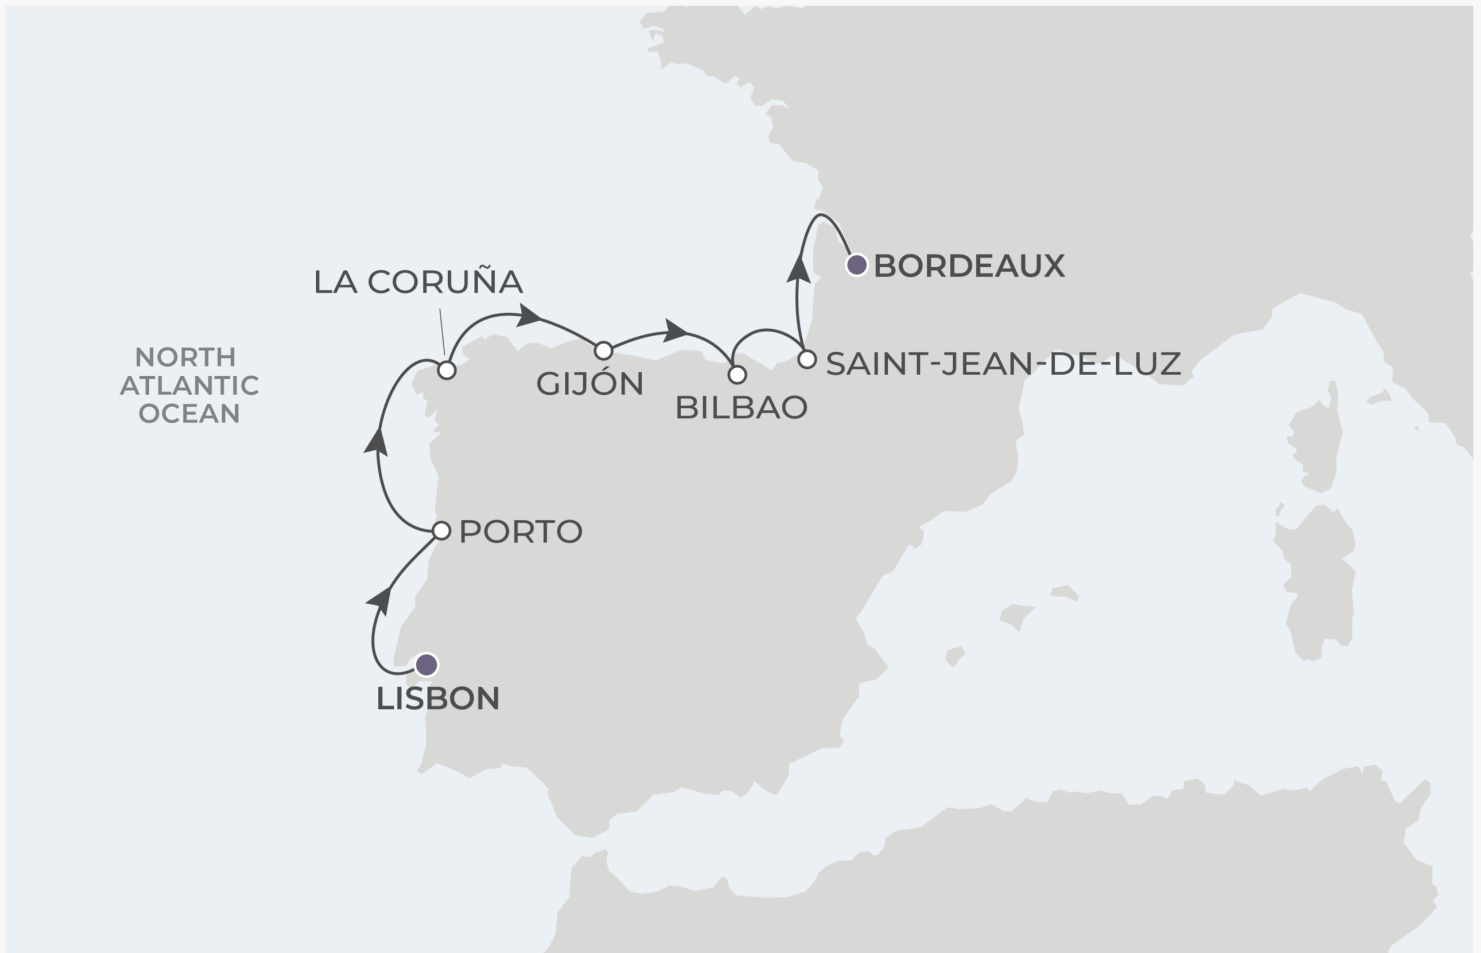 BORDEAUX
LA CORUÑA
NORTH
ATLANTIC
OCEAN
GIJÓN
SAINT-JEAN-DE-LUZ
BILBAO
PORTO
LISBON